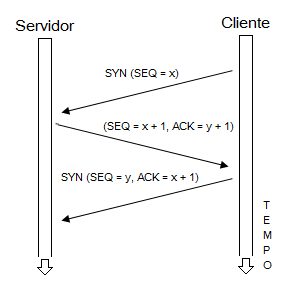 Servidor
Cliente
SYN (SEQ = x)
(SEQ = x + 1, ACK = y + 1)
SYN (SEQ = y, ACK = x + 1)
T
E
M
P
O